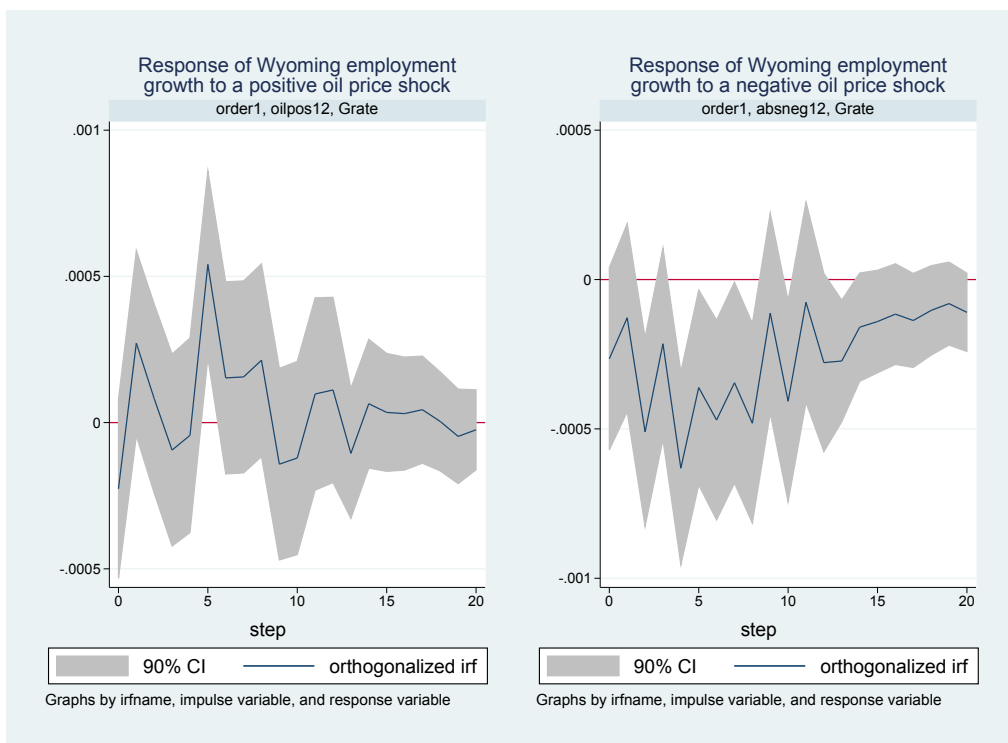 Response of Wyoming employment
growth to a positive oil price shock
order1, oilpos12, Grate
.001
.0005
0
-.0005
0
5
10
15
20
step
90% CI
orthogonalized irf
Graphs by irfname, impulse variable, and response variable
Response of Wyoming employment
growth to a negative oil price shock
order1, absneg12, Grate
.0005
0
-.0005
-.001
0
5
10
15
20
step
90% CI
orthogonalized irf
Graphs by irfname, impulse variable, and response variable